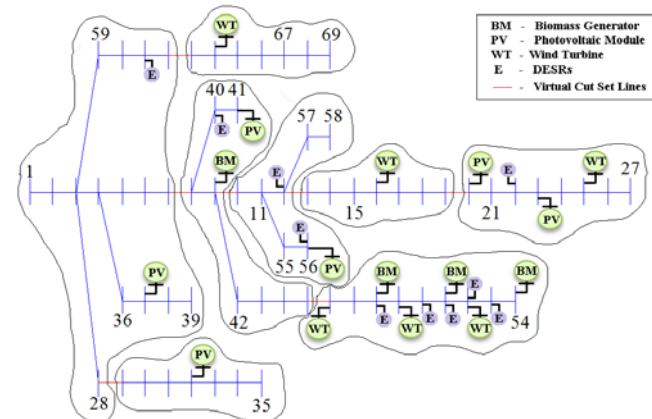 BM - Biomass Generator
PV - Photovoltaic Module
WT - Wind Turbine
E - DESRs
— Virtual Cut Set Lines
59 WT 67 69
E
40 41 57 58
E PV
1 BM E WT PV E WT 27
11 15 21
E PV
55 56 PV
PV BM BM E BM
36 39 42 54
WT E WT E E WT E
PV
28 35